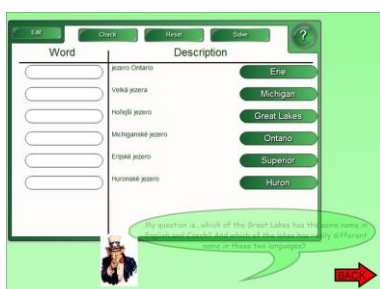 Edit Check Reset Solve ?
Word Description
jezero Ontario
Erie
Velká jezera
Michigan
Hořejší jezero
Great Lakes
Michiganské jezero
Ontario
Erijské jezero
Superior
Huronské jezero
Huron
My question is.. which of the Great Lakes has the same name in
English and Czech? And which of the lakes has really different
name in these two languages?
BACK